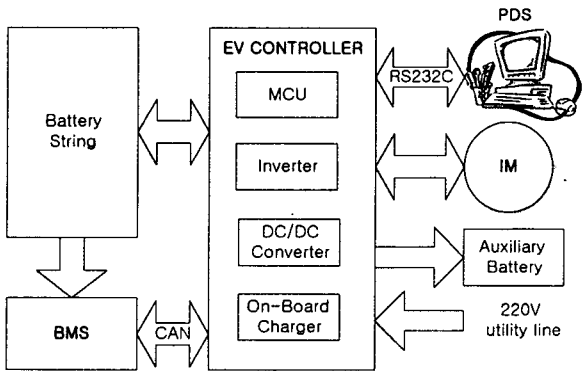 PDS
EV CONTROLLER
RS232C
MCU
Battery
String
Inverter
IM
DC/DC
Converter
Auxiliary
Battery
On-Board
Charger
220V
utility line
BMS
CAN